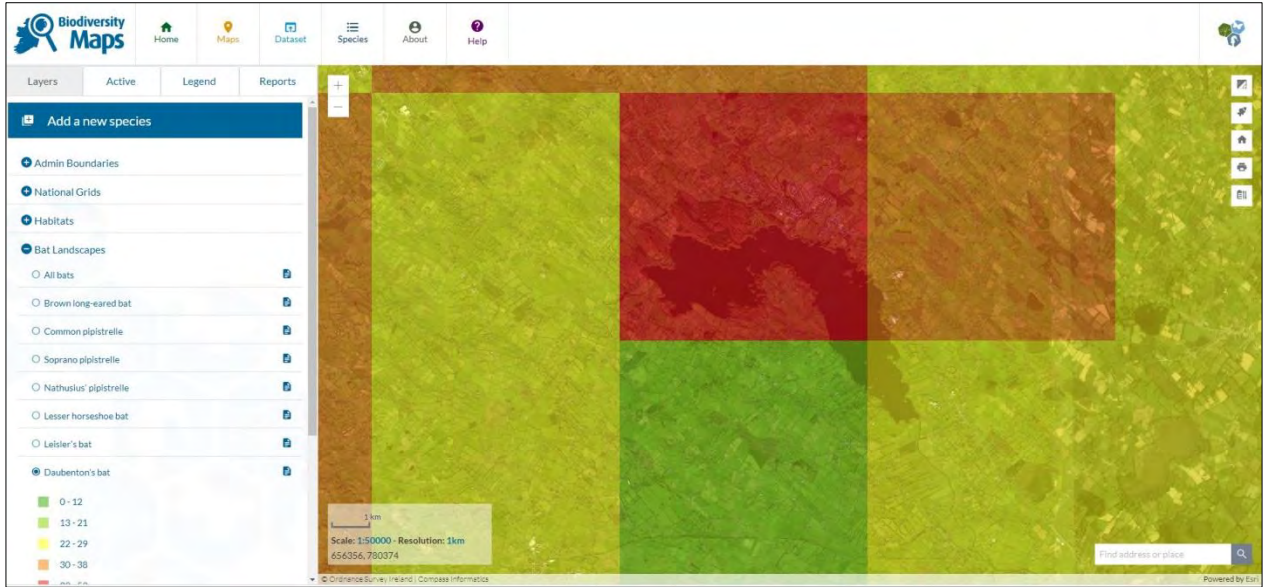 Biodiversity
Maps
Home
Maps
Dataset
Species
About
Help
Layers
Active
Legend
Reports
Add a new species
Admin Boundaries
National Grids
Habitats
Bat Landscapes
All bats
Brown long-eared bat
Common pipistrelle
Soprano pipistrelle
Nathusius' pipistrelle
Lesser horseshoe bat
Leisler's bat
Daubenton's bat
0 - 12
13 - 21
22 - 29
30 - 38
+
−
1 km
Scale: 1:50000 - Resolution: 1km
656356, 780374
© Ordnance Survey Ireland | Compass Informatics
Find address or place
Powered by Esri